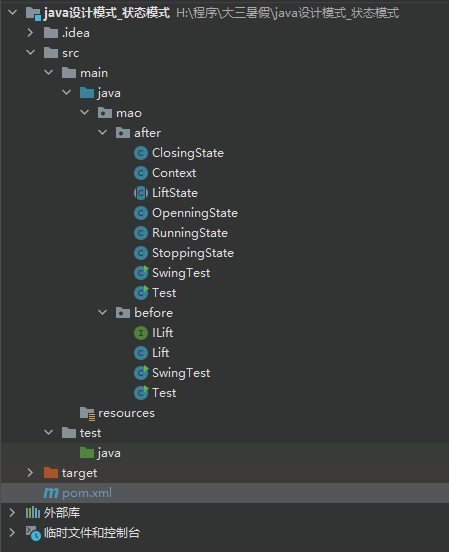 java设计模式_状态模式 H:\程序\大三暑假\java设计模式_状态模式
.idea
src
main
java
mao
after
ClosingState
Context
LiftState
OpenningState
RunningState
StoppingState
SwingTest
Test
before
ILift
Lift
SwingTest
Test
resources
test
java
target
pom.xml
外部库
临时文件和控制台